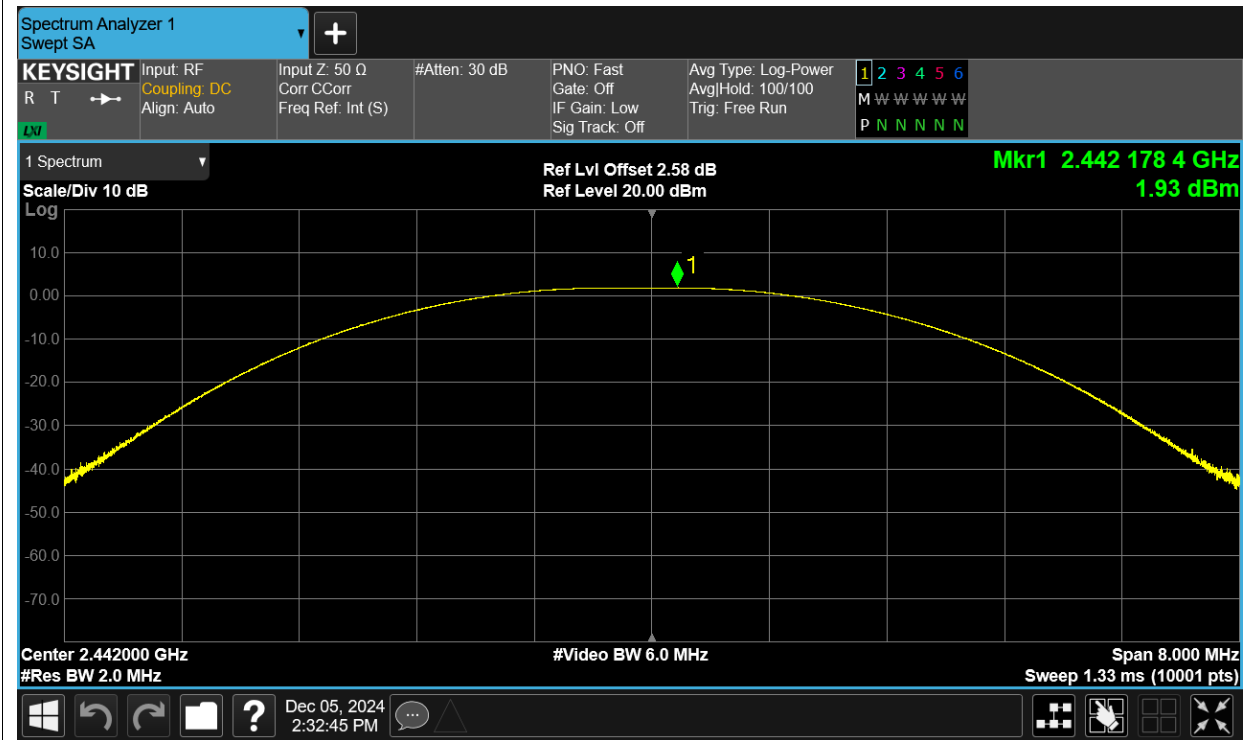 Spectrum Analyzer 1
Swept SA
KEYSIGHT
R T
LXI
Input: RF
Coupling: DC
Align: Auto
Input Z: 50 Ω
Corr CCorr
Freq Ref: Int (S)
#Atten: 30 dB
PNO: Fast
Gate: Off
IF Gain: Low
Sig Track: Off
Avg Type: Log-Power
Avg|Hold: 100/100
Trig: Free Run
1 2 3 4 5 6
M W W W W W
P N N N N N
1 Spectrum
Scale/Div 10 dB
Log
Ref Lvl Offset 2.58 dB
Ref Level 20.00 dBm
Mkr1 2.442 178 4 GHz
1.93 dBm
1
10.0
0.00
-10.0
-20.0
-30.0
-40.0
-50.0
-60.0
-70.0
Center 2.442000 GHz
#Res BW 2.0 MHz
#Video BW 6.0 MHz
Span 8.000 MHz
Sweep 1.33 ms (10001 pts)
?
Dec 05, 2024
2:32:45 PM